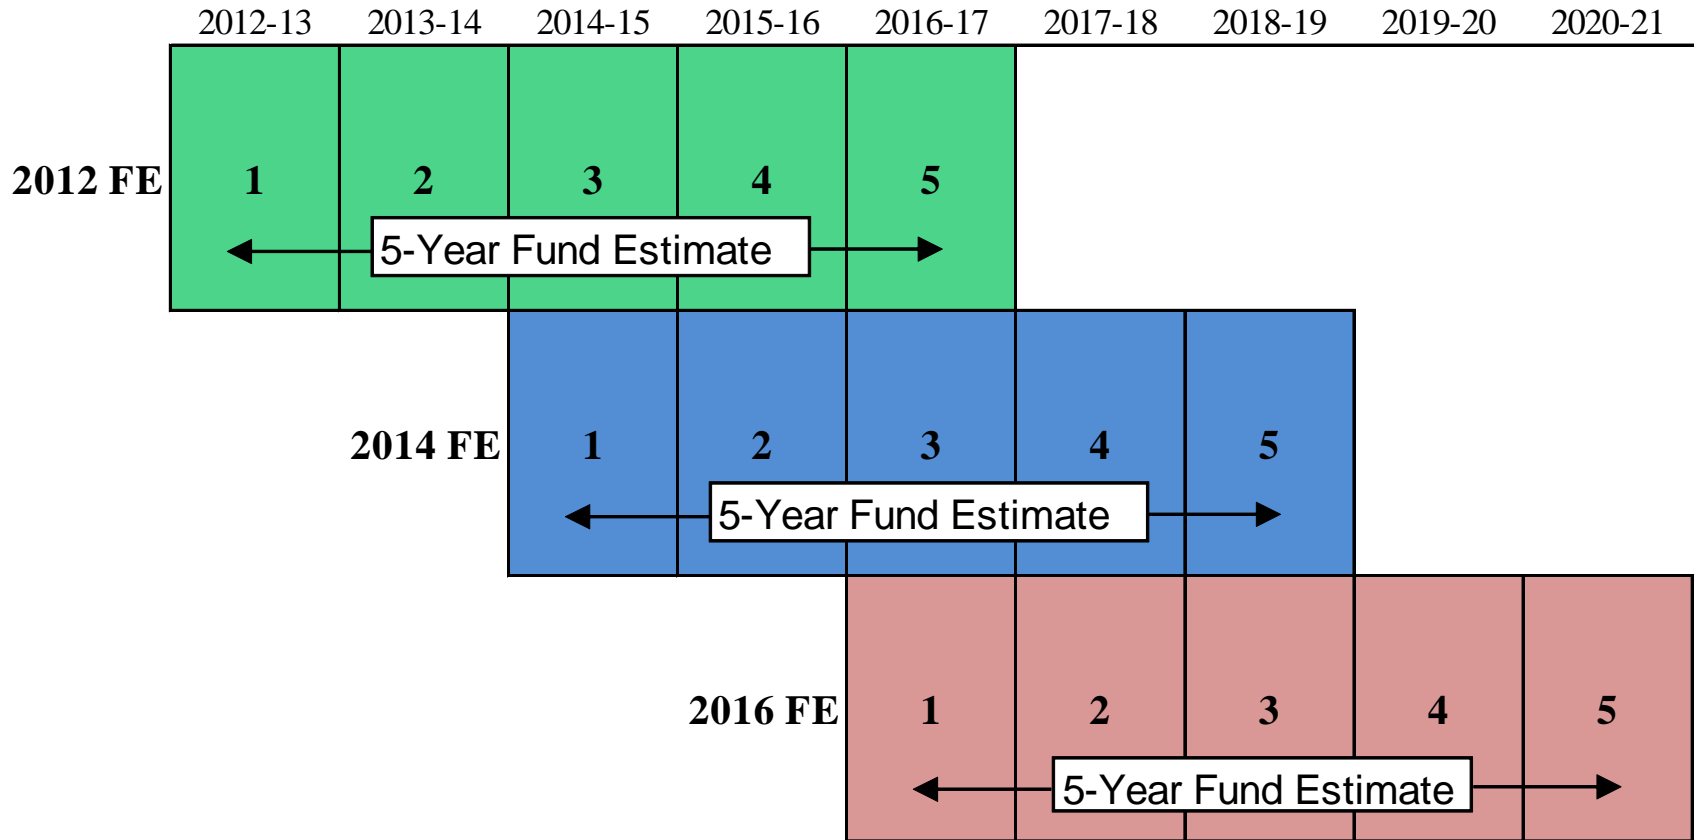 2012-13 2013-14 2014-15 2015-16 2016-17 2017-18 2018-19 2019-20 2020-21
2012 FE 1 2 3 4 5
5-Year Fund Estimate
2014 FE 1 2 3 4 5
5-Year Fund Estimate
2016 FE 1 2 3 4 5
5-Year Fund Estimate